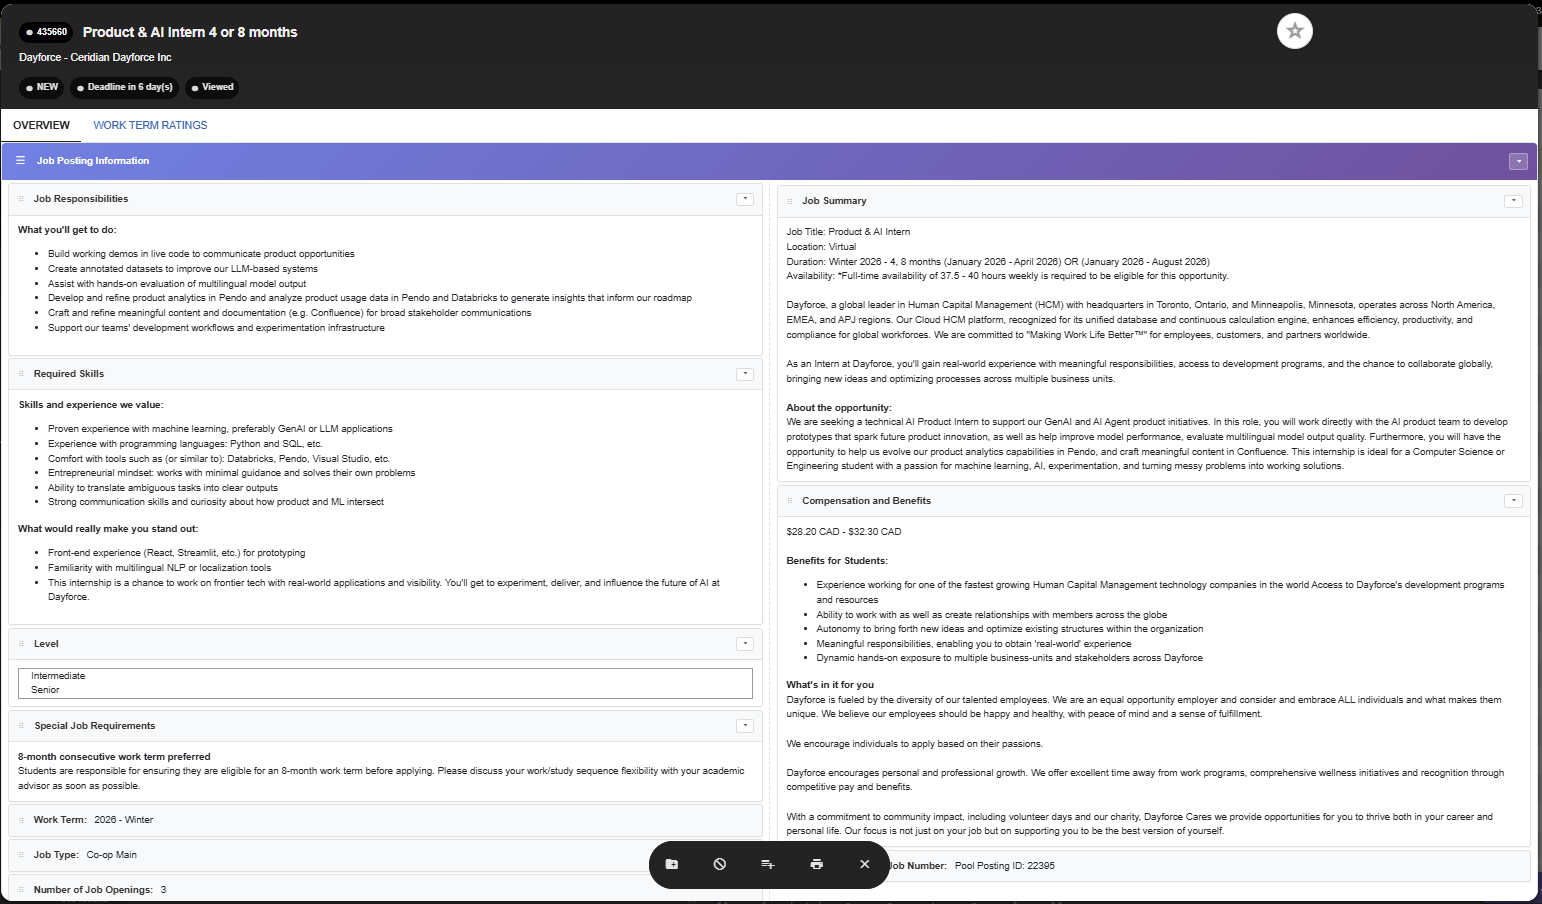 435660 Product & AI Intern 4 or 8 months
Dayforce - Ceridian Dayforce Inc
NEW Deadline in 6 day(s) Viewed
OVERVIEW WORK TERM RATINGS
Job Posting Information
Job Responsibilities
What you'll get to do:
• Build working demos in live code to communicate product opportunities
• Create annotated datasets to improve our LLM-based systems
• Assist with hands-on evaluation of multilingual model output
• Develop and refine product analytics in Pendo and analyze product usage data in Pendo and Databricks to generate insights that inform our roadmap
• Craft and refine meaningful content and documentation (e.g. Confluence) for broad stakeholder communications
• Support our teams' development workflows and experimentation infrastructure
Required Skills
Skills and experience we value:
• Proven experience with machine learning, preferably GenAI or LLM applications
• Experience with programming languages: Python and SQL, etc.
• Comfort with tools such as (or similar to): Databricks, Pendo, Visual Studio, etc.
• Entrepreneurial mindset: works with minimal guidance and solves their own problems
• Ability to translate ambiguous tasks into clear outputs
• Strong communication skills and curiosity about how product and ML intersect
What would really make you stand out:
• Front-end experience (React, Streamlit, etc.) for prototyping
• Familiarity with multilingual NLP or localization tools
• This internship is a chance to work on frontier tech with real-world applications and visibility. You'll get to experiment, deliver, and influence the future of AI at
Dayforce.
Level
Intermediate
Senior
Special Job Requirements
8-month consecutive work term preferred
Students are responsible for ensuring they are eligible for an 8-month work term before applying. Please discuss your work/study sequence flexibility with your academic
advisor as soon as possible.
Work Term: 2026 - Winter
Job Type: Co-op Main
Number of Job Openings: 3
Job Summary
Job Title: Product & AI Intern
Location: Virtual
Duration: Winter 2026 - 4, 8 months (January 2026 - April 2026) OR (January 2026 - August 2026)
Availability: *Full-time availability of 37.5 - 40 hours weekly is required to be eligible for this opportunity.
Dayforce, a global leader in Human Capital Management (HCM) with headquarters in Toronto, Ontario, and Minneapolis, Minnesota, operates across North America,
EMEA, and APJ regions. Our Cloud HCM platform, recognized for its unified database and continuous calculation engine, enhances efficiency, productivity, and
compliance for global workforces. We are committed to "Making Work Life Better™" for employees, customers, and partners worldwide.
As an Intern at Dayforce, you'll gain real-world experience with meaningful responsibilities, access to development programs, and the chance to collaborate globally,
bringing new ideas and optimizing processes across multiple business units.
About the opportunity:
We are seeking a technical AI Product Intern to support our GenAI and AI Agent product initiatives. In this role, you will work directly with the AI product team to develop
prototypes that spark future product innovation, as well as help improve model performance, evaluate multilingual model output quality. Furthermore, you will have the
opportunity to help us evolve our product analytics capabilities in Pendo, and craft meaningful content in Confluence. This internship is ideal for a Computer Science or
Engineering student with a passion for machine learning, AI, experimentation, and turning messy problems into working solutions.
Compensation and Benefits
$28.20 CAD - $32.30 CAD
Benefits for Students:
• Experience working for one of the fastest growing Human Capital Management technology companies in the world Access to Dayforce's development programs
and resources
• Ability to work with as well as create relationships with members across the globe
• Autonomy to bring forth new ideas and optimize existing structures within the organization
• Meaningful responsibilities, enabling you to obtain 'real-world' experience
• Dynamic hands-on exposure to multiple business-units and stakeholders across Dayforce
What's in it for you
Dayforce is fueled by the diversity of our talented employees. We are an equal opportunity employer and consider and embrace ALL individuals and what makes them
unique. We believe our employees should be happy and healthy, with peace of mind and a sense of fulfillment.
We encourage individuals to apply based on their passions.
Dayforce encourages personal and professional growth. We offer excellent time away from work programs, comprehensive wellness initiatives and recognition through
competitive pay and benefits.
With a commitment to community impact, including volunteer days and our charity, Dayforce Cares we provide opportunities for you to thrive both in your career and
personal life. Our focus is not just on your job but on supporting you to be the best version of yourself.
Job Number: Pool Posting ID: 22395